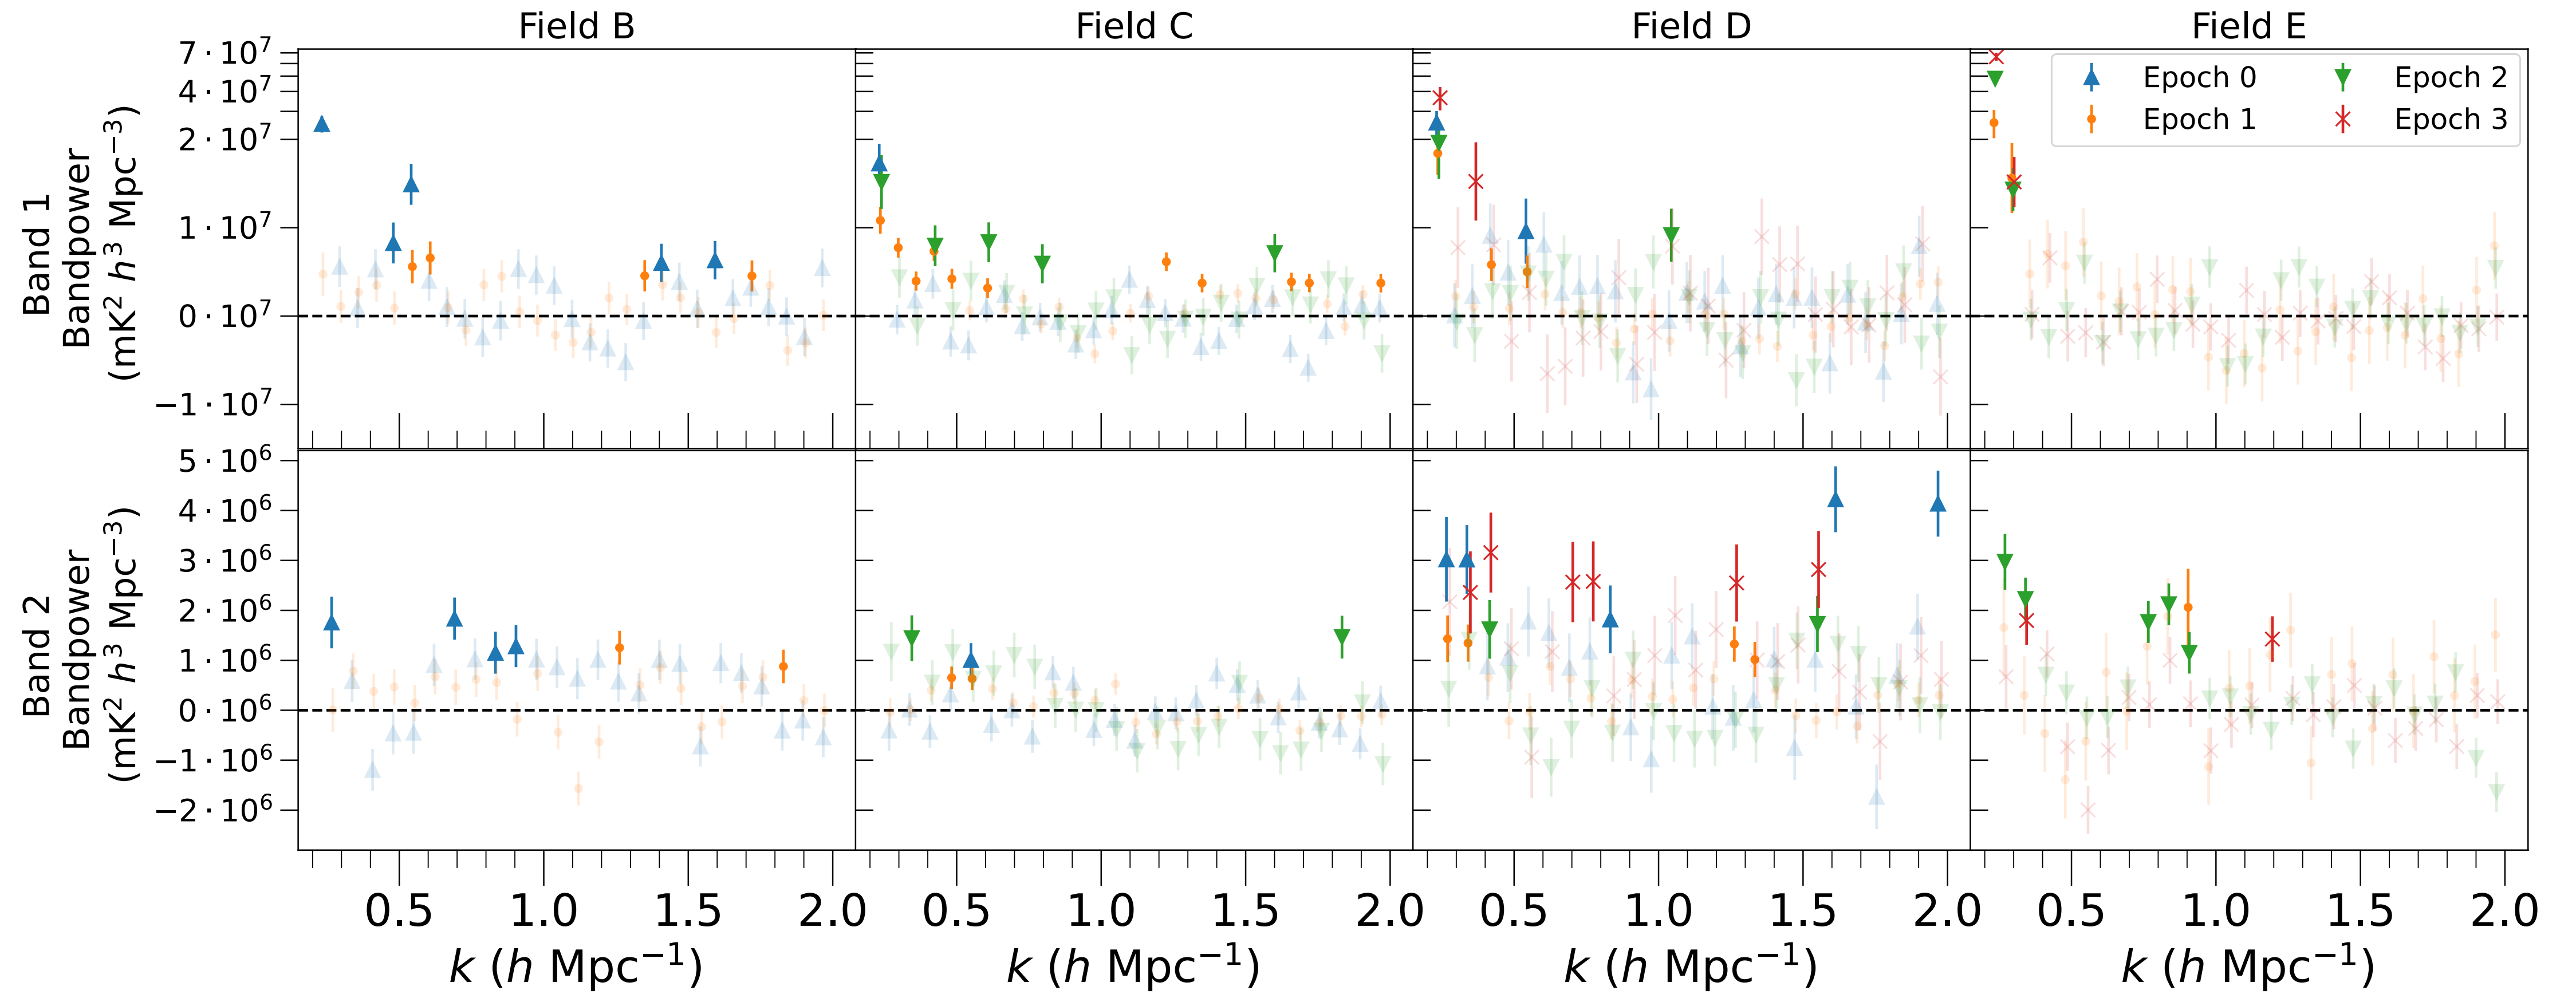 Field B Field C Field D Field E
Band 1
Bandpower
(mK² h³ Mpc⁻³)
7 · 10⁷
4 · 10⁷
2 · 10⁷
1 · 10⁷
0 · 10⁷
−1 · 10⁷
Epoch 0 Epoch 2
Epoch 1 Epoch 3
Band 2
Bandpower
(mK² h³ Mpc⁻³)
5 · 10⁶
4 · 10⁶
3 · 10⁶
2 · 10⁶
1 · 10⁶
0 · 10⁶
−1 · 10⁶
−2 · 10⁶
0.5 1.0 1.5 2.0 0.5 1.0 1.5 2.0 0.5 1.0 1.5 2.0 0.5 1.0 1.5 2.0
k (h Mpc⁻¹) k (h Mpc⁻¹) k (h Mpc⁻¹) k (h Mpc⁻¹)